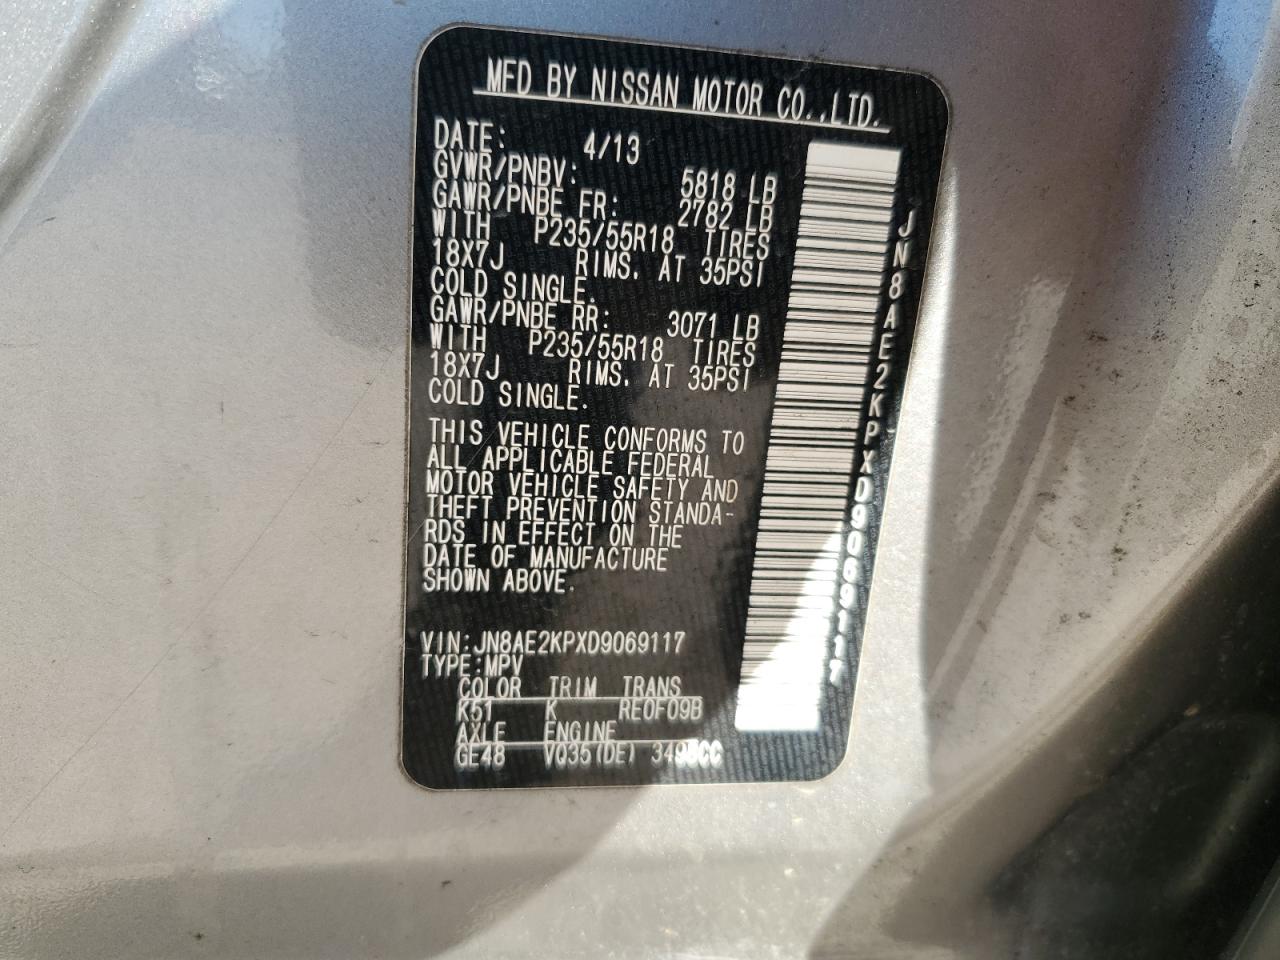 MFD BY NISSAN MOTOR CO.,LTD.
DATE: 4/13
GVWR/PNBV: 5818 LB
GAWR/PNBE FR: 2782 LB
WITH P235/55R18 TIRES
18X7J RIMS, AT 35PSI
COLD SINGLE.
GAWR/PNBE RR: 3071 LB
WITH P235/55R18 TIRES
18X7J RIMS, AT 35PSI
COLD SINGLE.
THIS VEHICLE CONFORMS TO
ALL APPLICABLE FEDERAL
MOTOR VEHICLE SAFETY AND
THEFT PREVENTION STANDA-
RDS IN EFFECT ON THE
DATE OF MANUFACTURE
SHOWN ABOVE.
VIN:JN8AE2KPXD9069117
TYPE:MPV
COLOR TRIM TRANS
K51 K RE0F09B
AXLE ENGINE
GE48 VQ35(DE) 3498CC
JN8AE2KPXD9069117